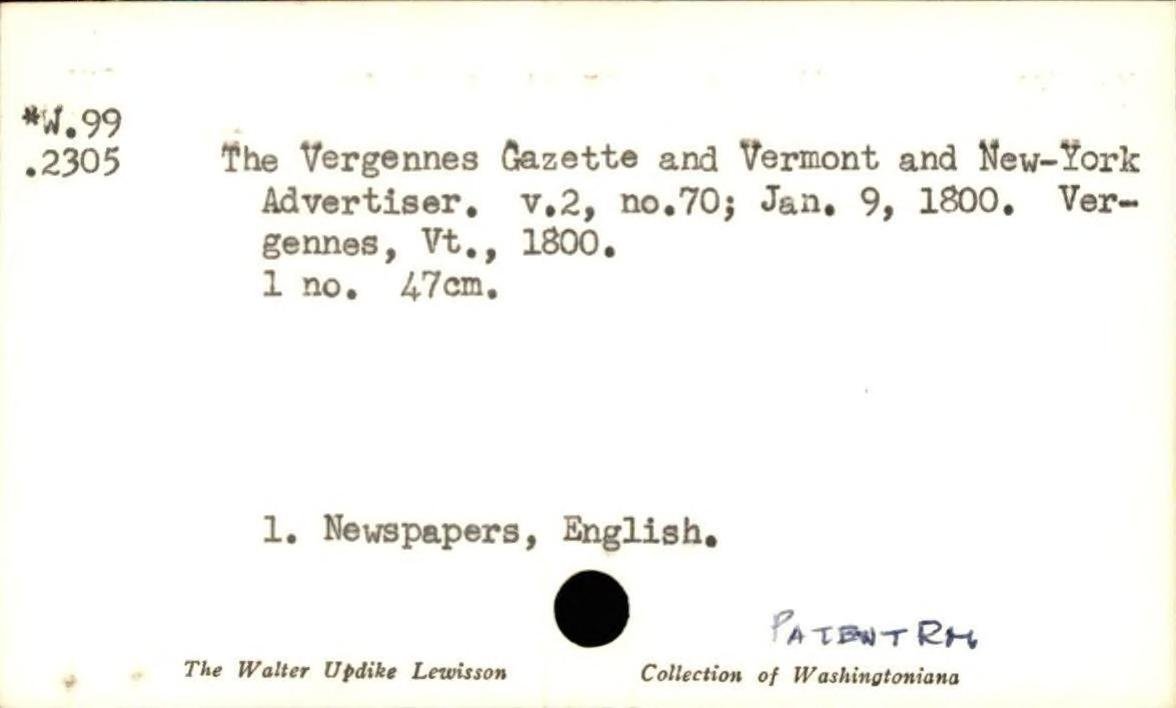 *W.99
.2305 The Vergennes Gazette and Vermont and New-York
Advertiser. v.2, no.70; Jan. 9, 1800. Ver-
gennes, Vt., 1800.
1 no. 47cm.
1. Newspapers, English.
PATENT RM
The Walter Updike Lewisson Collection of Washingtoniana